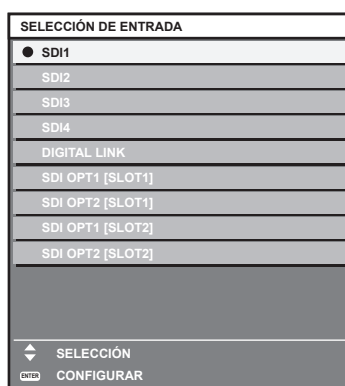 SELECCIÓN DE ENTRADA
SDI1
SDI2
SDI3
SDI4
DIGITAL LINK
SDI OPT1 [SLOT1]
SDI OPT2 [SLOT1]
SDI OPT1 [SLOT2]
SDI OPT2 [SLOT2]
SELECCIÓN
ENTER CONFIGURAR